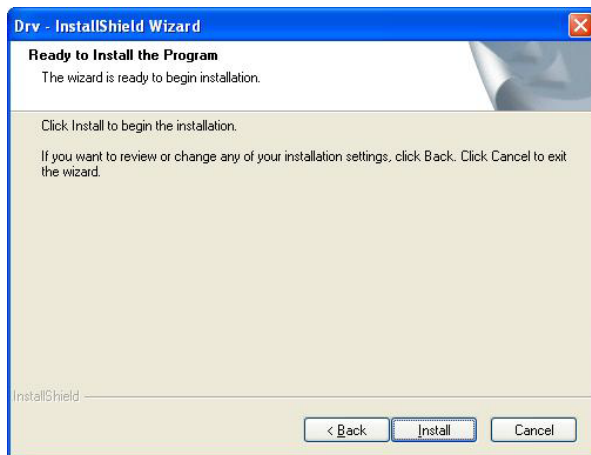 Drv - InstallShield Wizard
Ready to Install the Program
The wizard is ready to begin installation.
Click Install to begin the installation.
If you want to review or change any of your installation settings, click Back. Click Cancel to exit
the wizard.
InstallShield
< Back Install Cancel